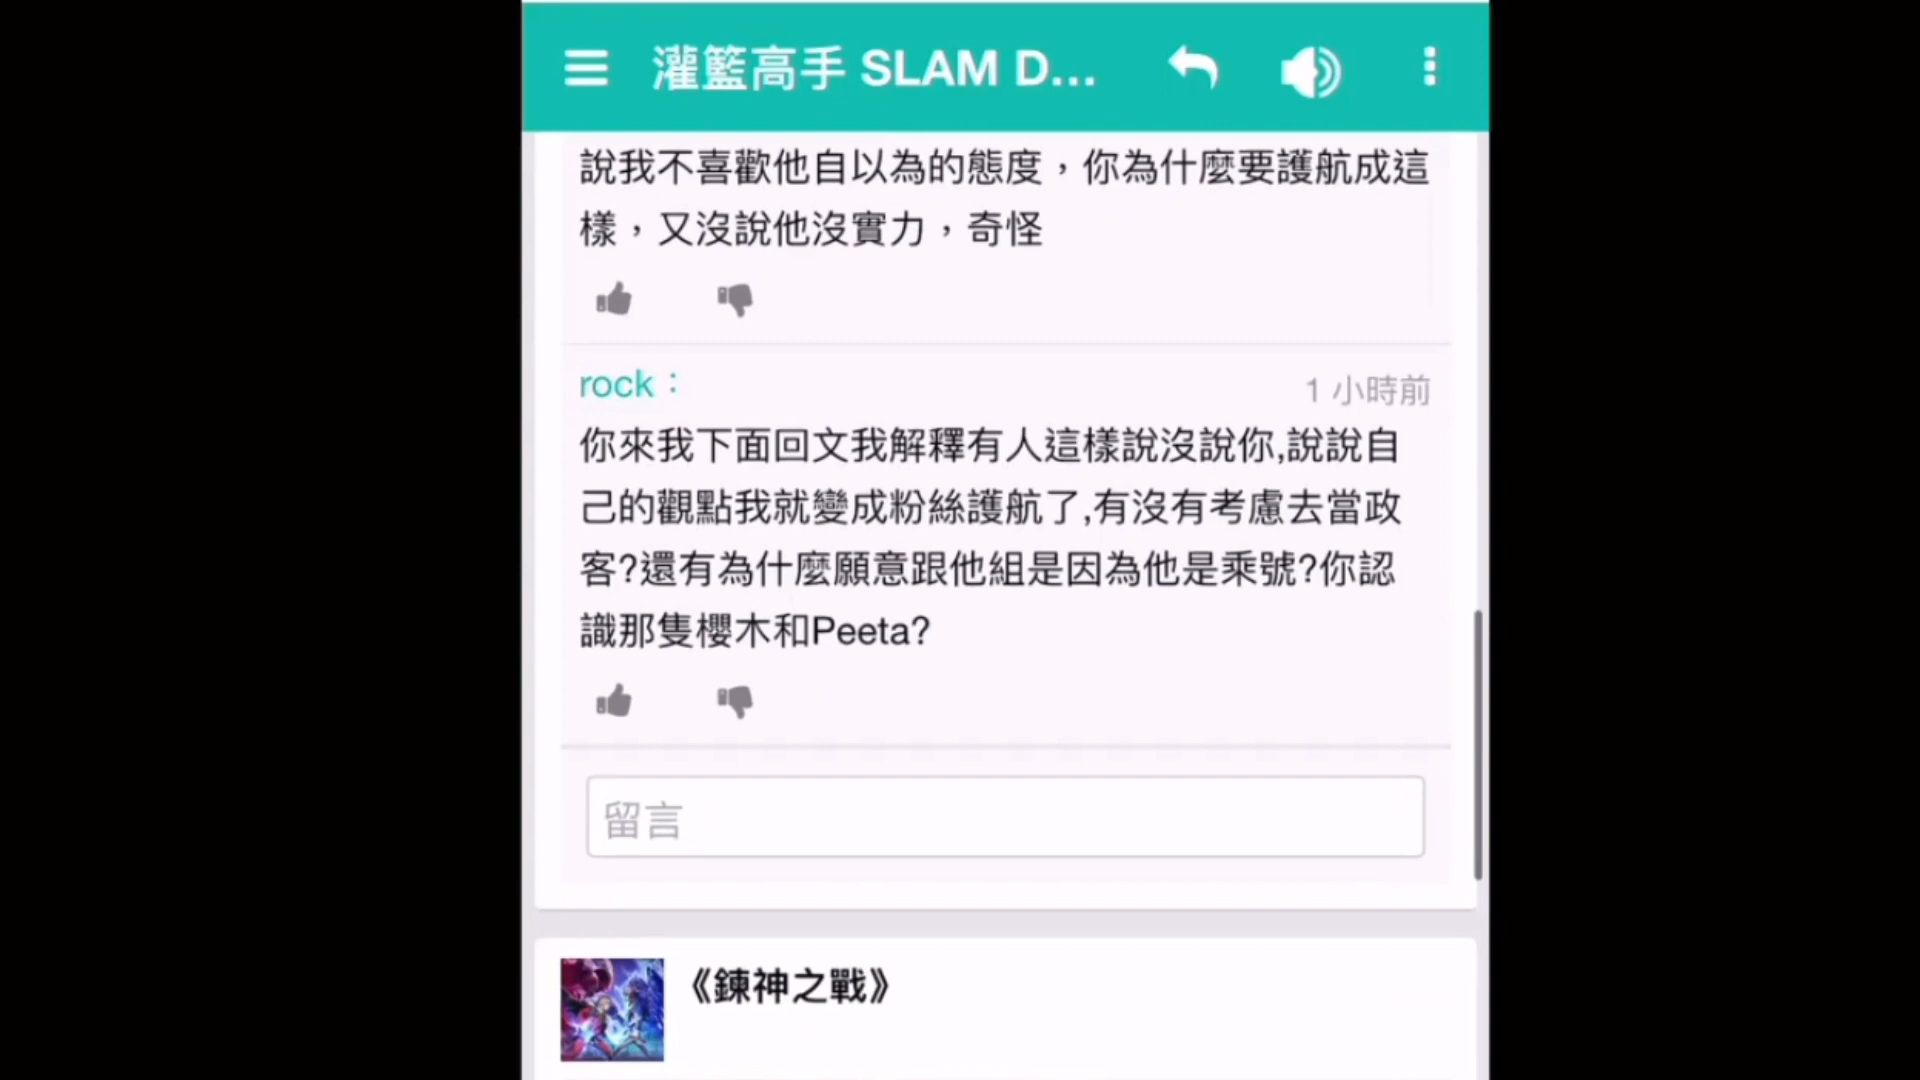 灌籃高手 SLAM D...
說我不喜歡他自以為的態度，你為什麼要護航成這
樣，又沒說他沒實力，奇怪
rock：
1 小時前
你來我下面回文我解釋有人這樣說沒說你,說說自
己的觀點我就變成粉絲護航了,有沒有考慮去當政
客?還有為什麼願意跟他組是因為他是乘號?你認
識那隻櫻木和Peeta?
留言
《鍊神之戰》